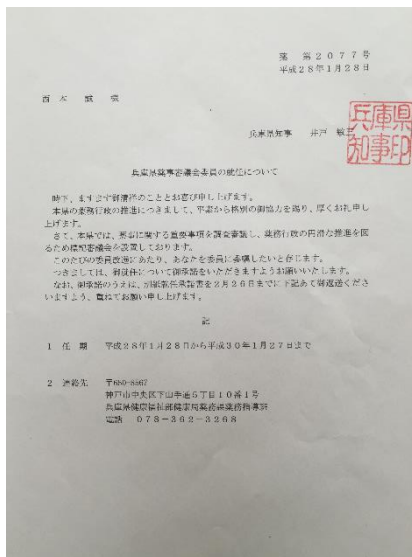 薬 第２０７７号
平成２８年１月２８日
西 本 誠 様
兵庫県知事 井戸 敏三
兵庫県知事印
兵庫県薬事審議会委員の就任について
時下、ますます御清祥のこととお喜び申し上げます。
本県の薬務行政の推進につきまして、平素から格別の御協力を賜り、厚くお礼申し
上げます。
さて、本県では、薬事に関する重要事項を調査審議し、薬務行政の円滑な推進を図
るため標記審議会を設置しております。
このたびの委員改選にあたり、あなたを委員に委嘱したいと存じます。
つきましては、御就任について御承諾をいただきますようお願いいたします。
なお、御承諾のうえは、別紙就任承諾書を２月２６日までに下記あて御返送くださ
いますよう、重ねてお願い申し上げます。
記
１ 任 期 平成２８年１月２８日から平成３０年１月２７日まで
２ 連絡先 〒650-8567
神戸市中央区下山手通５丁目１０番１号
兵庫県健康福祉部健康局薬務課薬務指導班
電話 ０７８－３６２－３２６８